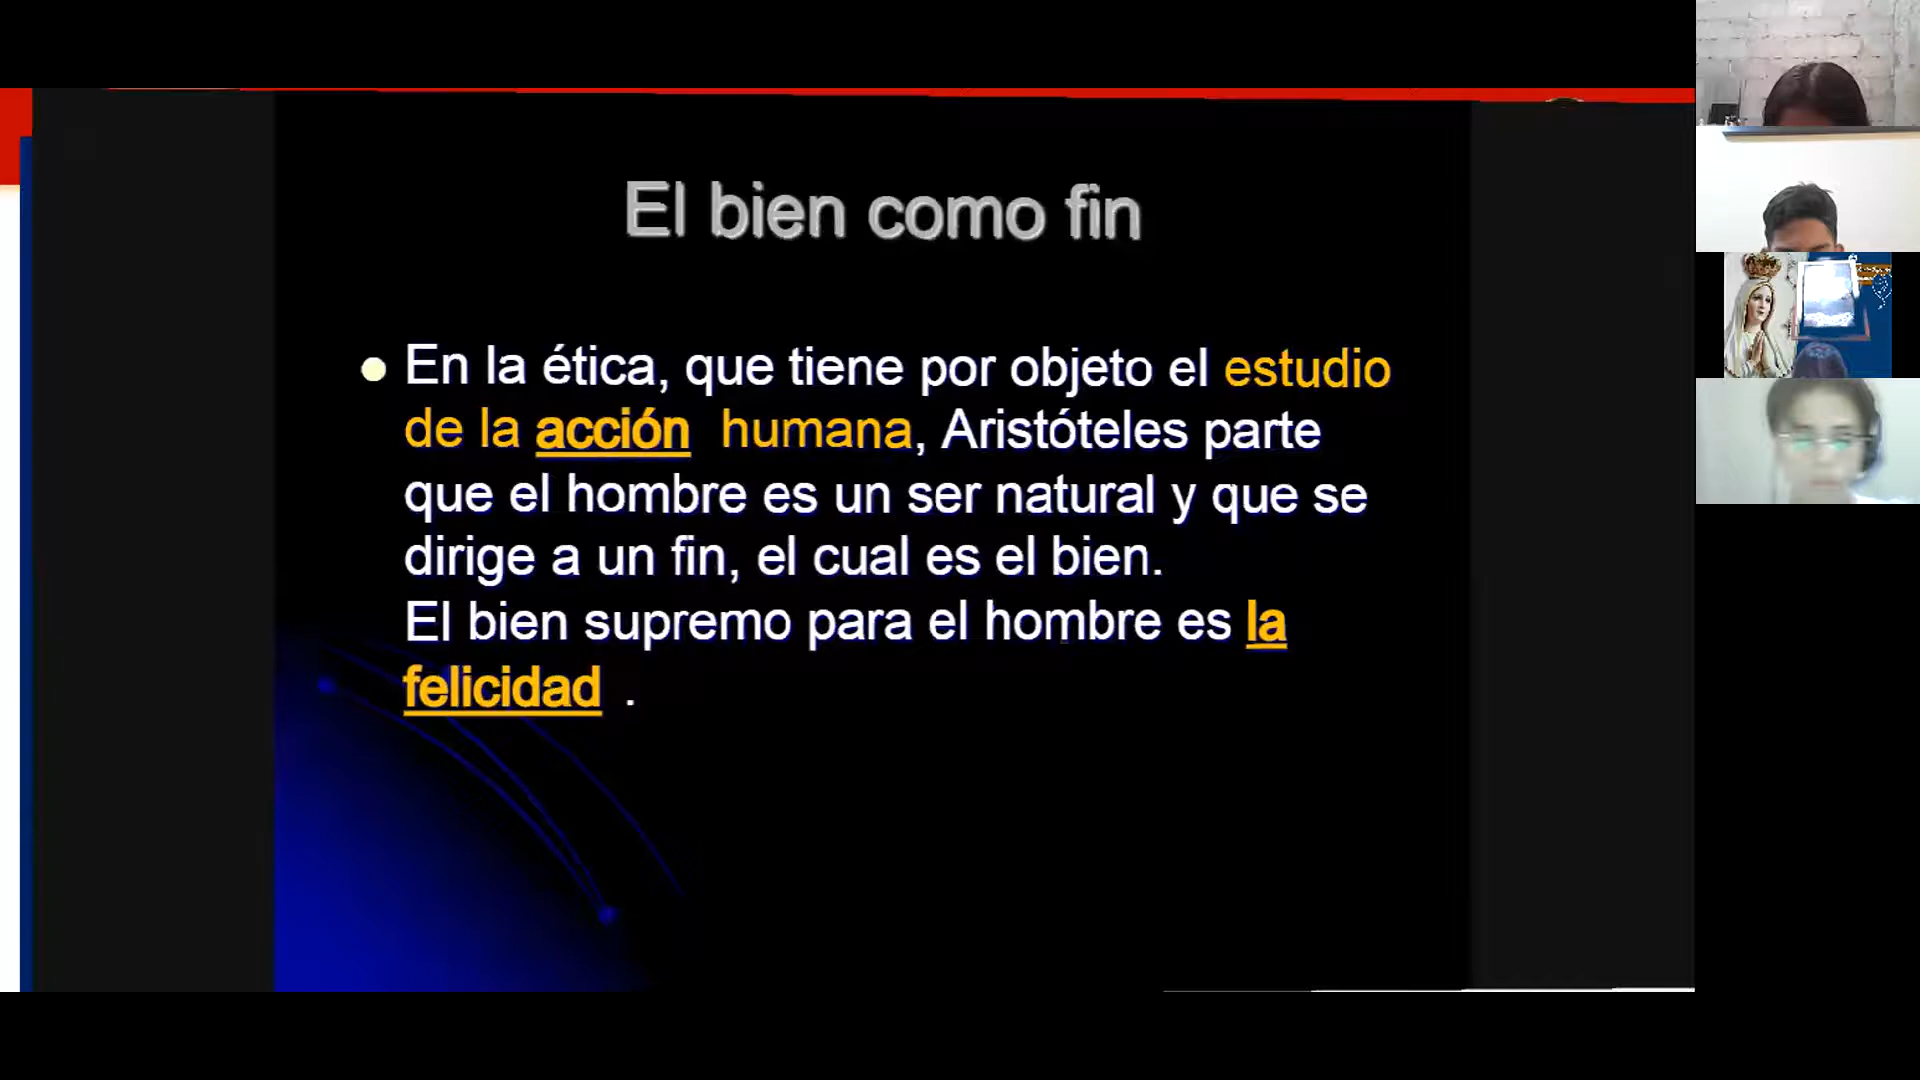 El bien como fin
En la ética, que tiene por objeto el estudio
de la acción humana, Aristóteles parte
que el hombre es un ser natural y que se
dirige a un fin, el cual es el bien.
El bien supremo para el hombre es la
felicidad .